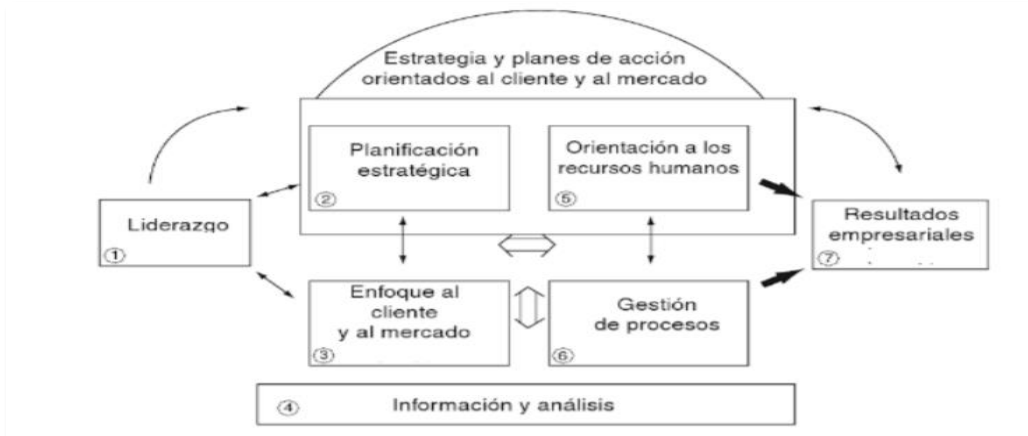 Estrategia y planes de acción
orientados al cliente y al mercado
Planificación
estratégica
②
Orientación a los
recursos humanos
⑤
Liderazgo
①
Resultados
empresariales
⑦
Enfoque al
cliente
y al mercado
③
Gestión
de procesos
⑥
④ Información y análisis